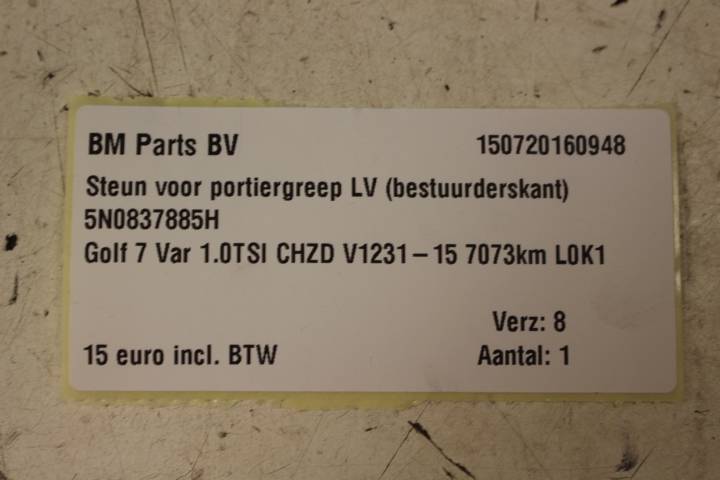 BM Parts BV 150720160948
Steun voor portiergreep LV (bestuurderskant)
5N0837885H
Golf 7 Var 1.0TSI CHZD V1231-15 7073km L0K1
Verz: 8
15 euro incl. BTW Aantal: 1